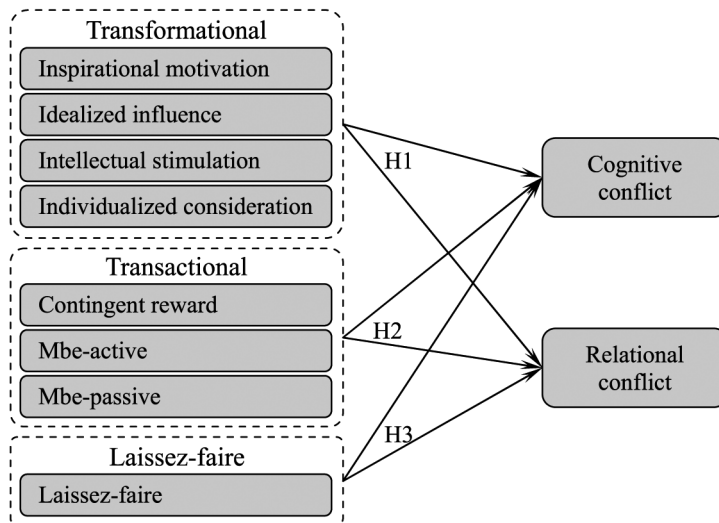 Transformational
Inspirational motivation
Idealized influence
Intellectual stimulation
Individualized consideration
Transactional
Contingent reward
Mbe-active
Mbe-passive
Laissez-faire
Laissez-faire
H1
H2
H3
Cognitive
conflict
Relational
conflict